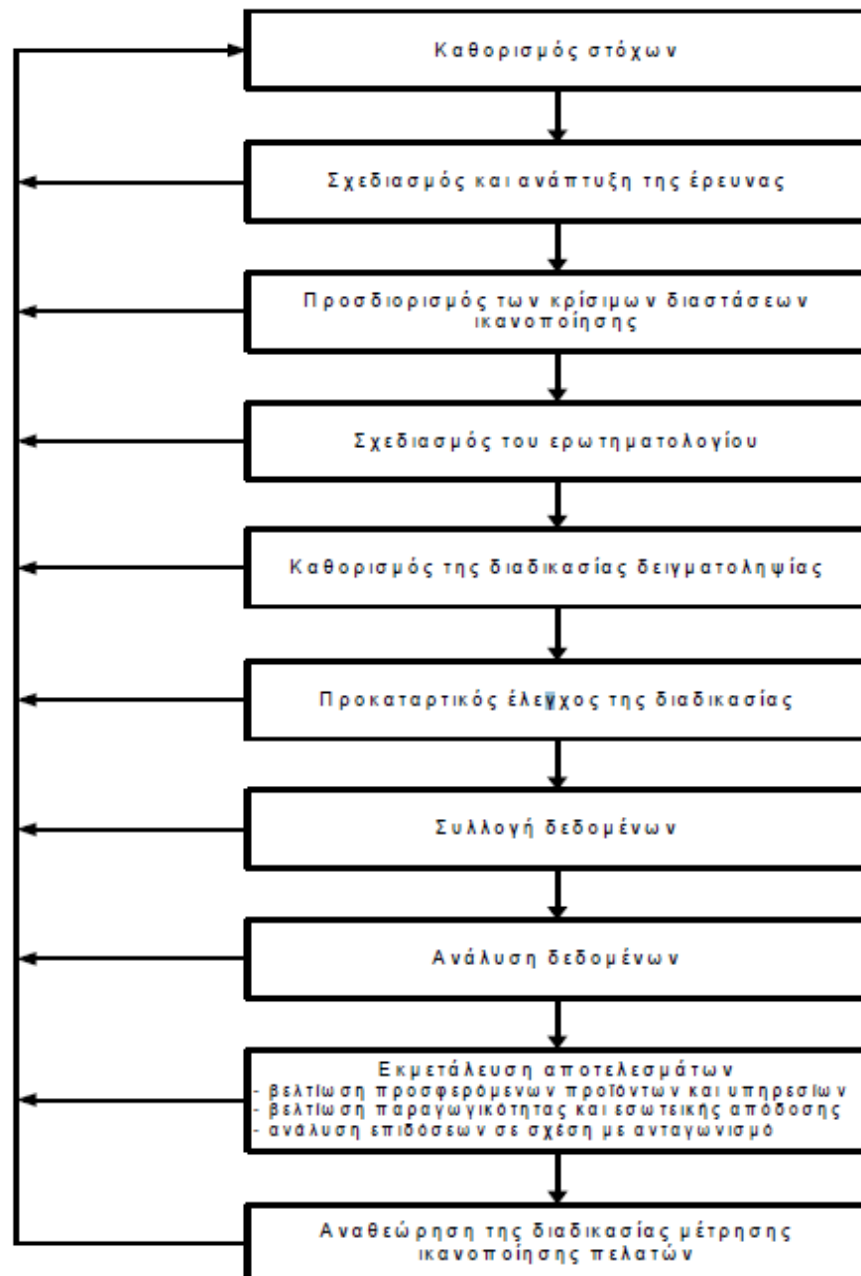 Καθορισμός στόχων
Σχεδιασμός και ανάπτυξη της έρευνας
Προσδιορισμός των κρίσιμων διαστάσεων
ικανοποίησης
Σχεδιασμός του ερωτηματολογίου
Καθορισμός της διαδικασίας δειγματοληψίας
Προκαταρτικός έλεγχος της διαδικασίας
Συλλογή δεδομένων
Ανάλυση δεδομένων
Εκμετάλευση αποτελεσμάτων
- βελτίωση προσφερόμενων προϊόντων και υπηρεσιών
- βελτίωση παραγωγικότητας και εσωτεικής απόδοσης
- ανάλυση επιδόσεων σε σχέση με ανταγωνισμό
Αναθεώρηση της διαδικασίας μέτρησης
ικανοποίησης πελατών